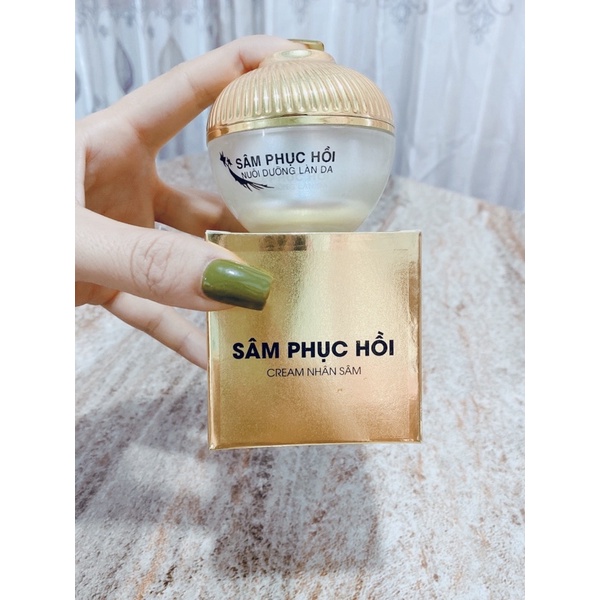 SÂM PHỤC HỒI
NUÔI DƯỠNG LÀN DA
SÂM PHỤC HỒI
CREAM NHÂN SÂM